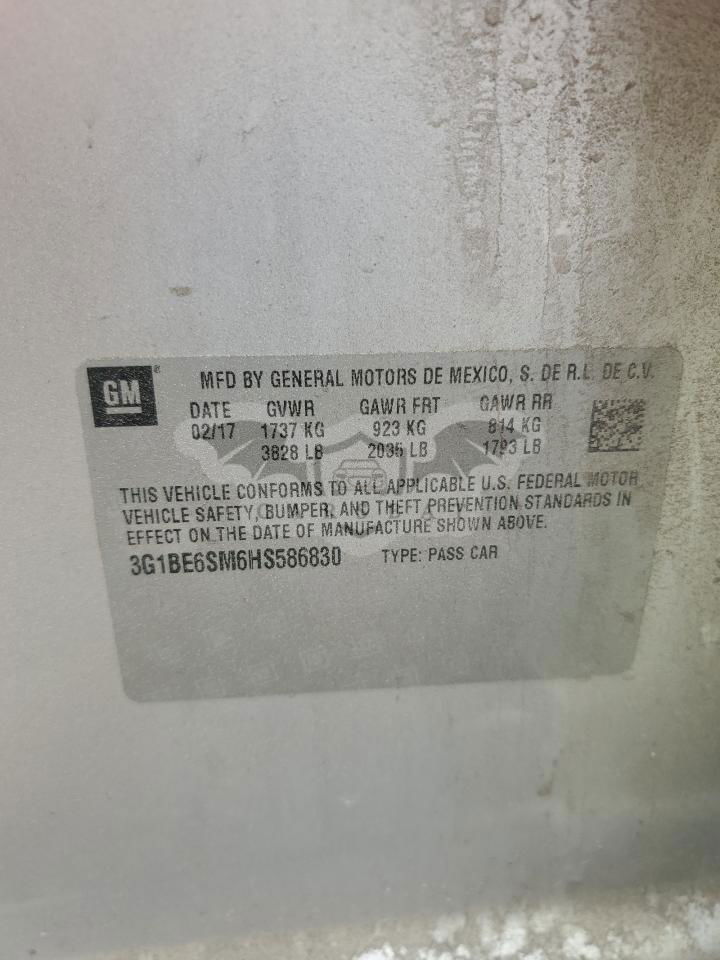 GM
MFD BY GENERAL MOTORS DE MEXICO, S. DE R.L. DE C.V.
DATE GVWR GAWR FRT GAWR RR
02/17 1737 KG 923 KG 814 KG
3828 LB 2035 LB 1793 LB
THIS VEHICLE CONFORMS TO ALL APPLICABLE U.S. FEDERAL MOTOR
VEHICLE SAFETY, BUMPER, AND THEFT PREVENTION STANDARDS IN
EFFECT ON THE DATE OF MANUFACTURE SHOWN ABOVE.
3G1BE6SM6HS586830 TYPE: PASS CAR